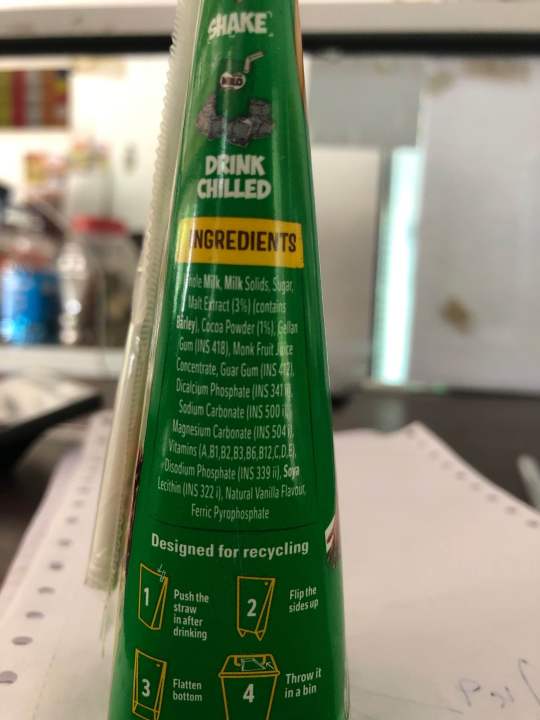 SHAKE
MILO
DRINK
CHILLED
INGREDIENTS
Milk, Milk Solids, Sugar,
Malt Extract (3%) (contains
Barley), Cocoa Powder (1%), Gellan
Gum (INS 418), Monk Fruit Juice
Concentrate, Guar Gum (INS 412),
Dicalcium Phosphate (INS 341
Sodium Carbonate (INS 500 i),
Magnesium Carbonate (INS 504
Vitamins (A,B1,B2,B3,B6,B12,C,D,E),
Disodium Phosphate (INS 339 ii), Soya
Lecithin (INS 322 i), Natural Vanilla Flavour,
Ferric Pyrophosphate
Designed for recycling
1 Push the
straw
in after
drinking
2 Flip the
sides up
3 Flatten
bottom
4 Throw it
in a bin